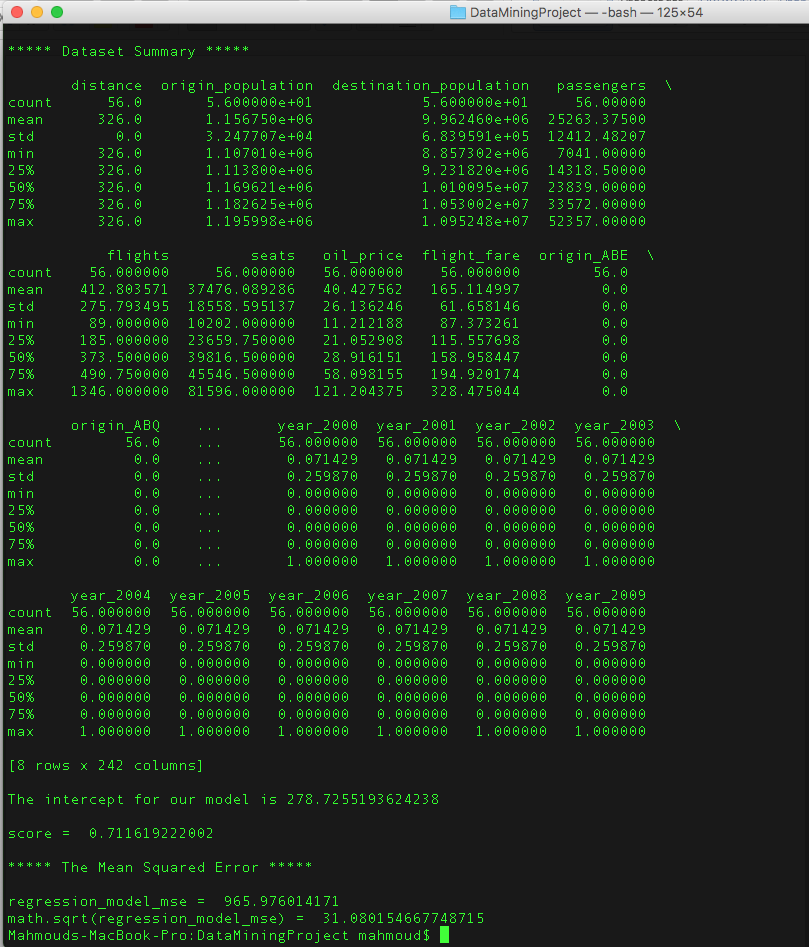 DataMiningProject — -bash — 125×54
***** Dataset Summary *****
distance origin_population destination_population passengers \
count 56.0 5.600000e+01 5.600000e+01 56.00000
mean 326.0 1.156750e+06 9.962460e+06 25263.37500
std 0.0 3.247707e+04 6.839591e+05 12412.48207
min 326.0 1.107010e+06 8.857302e+06 7041.00000
25% 326.0 1.113800e+06 9.231820e+06 14318.50000
50% 326.0 1.169621e+06 1.010095e+07 23839.00000
75% 326.0 1.182625e+06 1.053002e+07 33572.00000
max 326.0 1.195998e+06 1.095248e+07 52357.00000
flights seats oil_price flight_fare origin_ABE \
count 56.000000 56.000000 56.000000 56.000000 56.0
mean 412.803571 37476.089286 40.427562 165.114997 0.0
std 275.793495 18558.595137 26.136246 61.658146 0.0
min 89.000000 10202.000000 11.212188 87.373261 0.0
25% 185.000000 23659.750000 21.052908 115.557698 0.0
50% 373.500000 39816.500000 28.916151 158.958447 0.0
75% 490.750000 45546.500000 58.098155 194.920174 0.0
max 1346.000000 81596.000000 121.204375 328.475044 0.0
origin_ABQ ... year_2000 year_2001 year_2002 year_2003 \
count 56.0 ... 56.000000 56.000000 56.000000 56.000000
mean 0.0 ... 0.071429 0.071429 0.071429 0.071429
std 0.0 ... 0.259870 0.259870 0.259870 0.259870
min 0.0 ... 0.000000 0.000000 0.000000 0.000000
25% 0.0 ... 0.000000 0.000000 0.000000 0.000000
50% 0.0 ... 0.000000 0.000000 0.000000 0.000000
75% 0.0 ... 0.000000 0.000000 0.000000 0.000000
max 0.0 ... 1.000000 1.000000 1.000000 1.000000
year_2004 year_2005 year_2006 year_2007 year_2008 year_2009
count 56.000000 56.000000 56.000000 56.000000 56.000000 56.000000
mean 0.071429 0.071429 0.071429 0.071429 0.071429 0.071429
std 0.259870 0.259870 0.259870 0.259870 0.259870 0.259870
min 0.000000 0.000000 0.000000 0.000000 0.000000 0.000000
25% 0.000000 0.000000 0.000000 0.000000 0.000000 0.000000
50% 0.000000 0.000000 0.000000 0.000000 0.000000 0.000000
75% 0.000000 0.000000 0.000000 0.000000 0.000000 0.000000
max 1.000000 1.000000 1.000000 1.000000 1.000000 1.000000
[8 rows x 242 columns]
The intercept for our model is 278.7255193624238
score = 0.711619222002
***** The Mean Squared Error *****
regression_model_mse = 965.976014171
math.sqrt(regression_model_mse) = 31.080154667748715
Mahmouds-MacBook-Pro:DataMiningProject mahmoud$